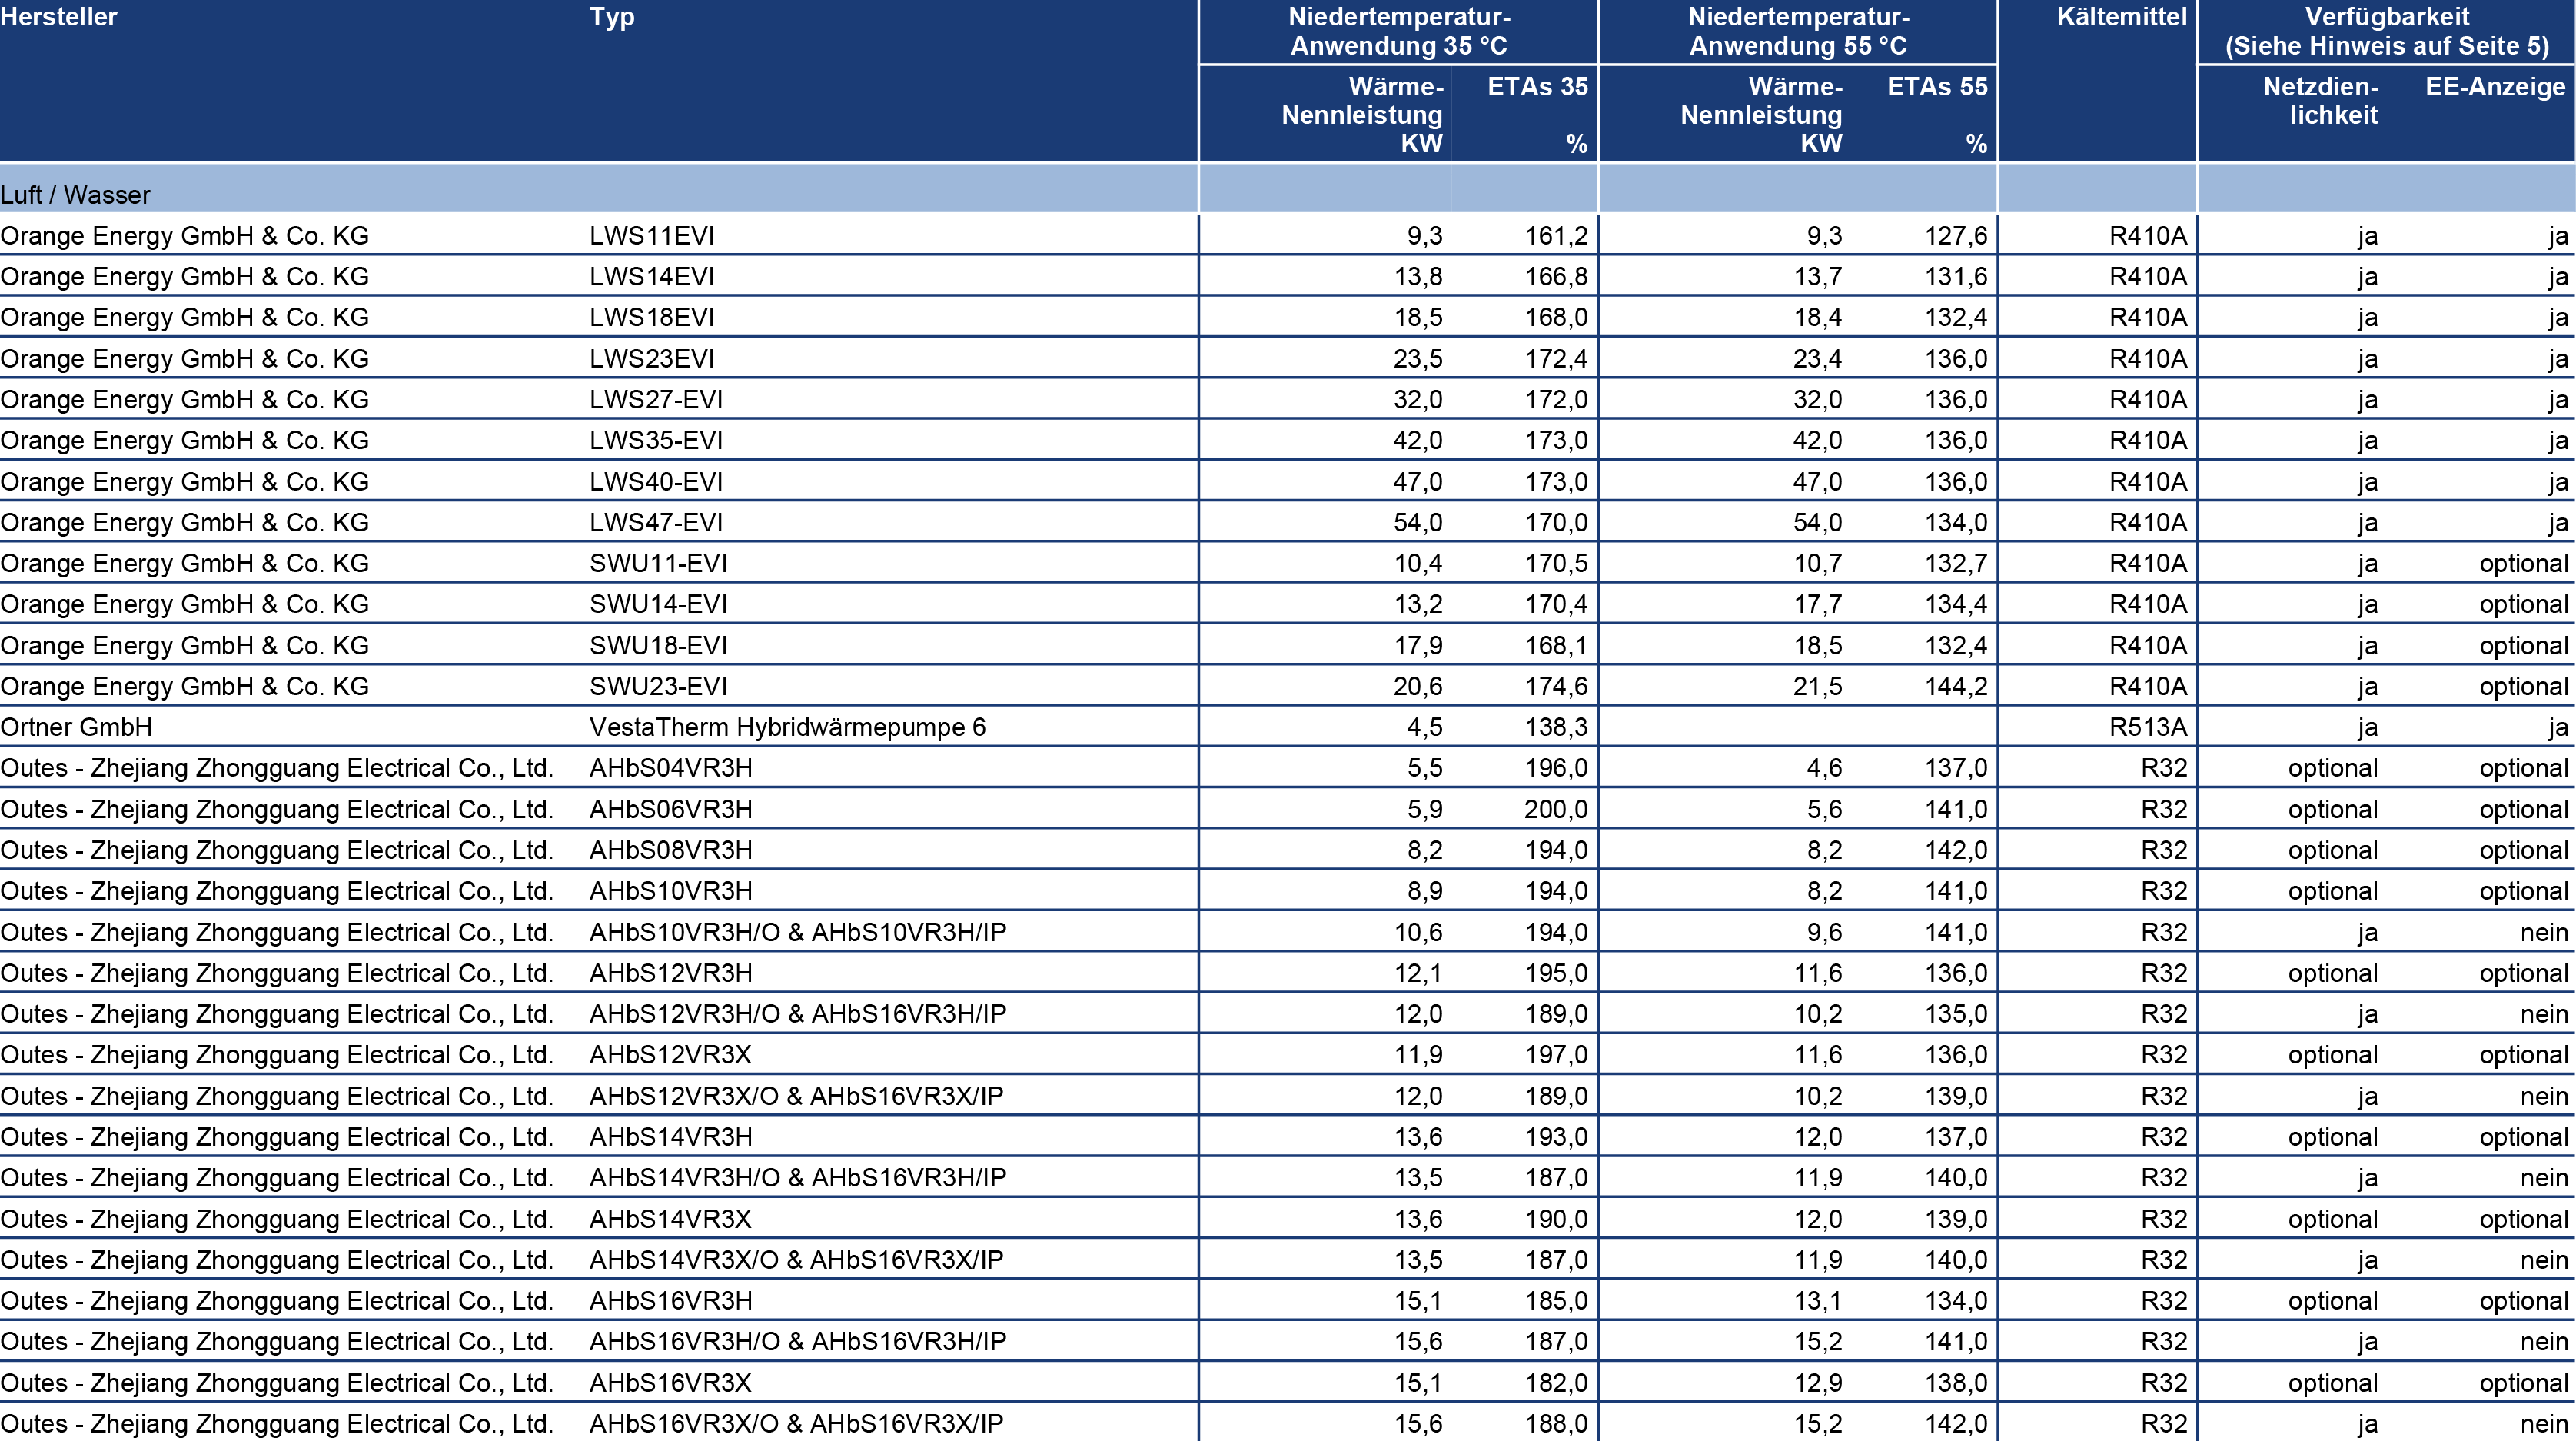 Hersteller Typ Niedertemperatur- Niedertemperatur- Kältemittel Verfügbarkeit
Anwendung 35 °C Anwendung 55 °C (Siehe Hinweis auf Seite 5)
Wärme- ETAs 35 Wärme- ETAs 55 Netzdien- EE-Anzeige
Nennleistung Nennleistung lichkeit
KW % KW %
Luft / Wasser
Orange Energy GmbH & Co. KG LWS11EVI 9,3 161,2 9,3 127,6 R410A ja ja
Orange Energy GmbH & Co. KG LWS14EVI 13,8 166,8 13,7 131,6 R410A ja ja
Orange Energy GmbH & Co. KG LWS18EVI 18,5 168,0 18,4 132,4 R410A ja ja
Orange Energy GmbH & Co. KG LWS23EVI 23,5 172,4 23,4 136,0 R410A ja ja
Orange Energy GmbH & Co. KG LWS27-EVI 32,0 172,0 32,0 136,0 R410A ja ja
Orange Energy GmbH & Co. KG LWS35-EVI 42,0 173,0 42,0 136,0 R410A ja ja
Orange Energy GmbH & Co. KG LWS40-EVI 47,0 173,0 47,0 136,0 R410A ja ja
Orange Energy GmbH & Co. KG LWS47-EVI 54,0 170,0 54,0 134,0 R410A ja ja
Orange Energy GmbH & Co. KG SWU11-EVI 10,4 170,5 10,7 132,7 R410A ja optional
Orange Energy GmbH & Co. KG SWU14-EVI 13,2 170,4 17,7 134,4 R410A ja optional
Orange Energy GmbH & Co. KG SWU18-EVI 17,9 168,1 18,5 132,4 R410A ja optional
Orange Energy GmbH & Co. KG SWU23-EVI 20,6 174,6 21,5 144,2 R410A ja optional
Ortner GmbH VestaTherm Hybridwärmepumpe 6 4,5 138,3 R513A ja ja
Outes - Zhejiang Zhongguang Electrical Co., Ltd. AHbS04VR3H 5,5 196,0 4,6 137,0 R32 optional optional
Outes - Zhejiang Zhongguang Electrical Co., Ltd. AHbS06VR3H 5,9 200,0 5,6 141,0 R32 optional optional
Outes - Zhejiang Zhongguang Electrical Co., Ltd. AHbS08VR3H 8,2 194,0 8,2 142,0 R32 optional optional
Outes - Zhejiang Zhongguang Electrical Co., Ltd. AHbS10VR3H 8,9 194,0 8,2 141,0 R32 optional optional
Outes - Zhejiang Zhongguang Electrical Co., Ltd. AHbS10VR3H/O & AHbS10VR3H/IP 10,6 194,0 9,6 141,0 R32 ja nein
Outes - Zhejiang Zhongguang Electrical Co., Ltd. AHbS12VR3H 12,1 195,0 11,6 136,0 R32 optional optional
Outes - Zhejiang Zhongguang Electrical Co., Ltd. AHbS12VR3H/O & AHbS16VR3H/IP 12,0 189,0 10,2 135,0 R32 ja nein
Outes - Zhejiang Zhongguang Electrical Co., Ltd. AHbS12VR3X 11,9 197,0 11,6 136,0 R32 optional optional
Outes - Zhejiang Zhongguang Electrical Co., Ltd. AHbS12VR3X/O & AHbS16VR3X/IP 12,0 189,0 10,2 139,0 R32 ja nein
Outes - Zhejiang Zhongguang Electrical Co., Ltd. AHbS14VR3H 13,6 193,0 12,0 137,0 R32 optional optional
Outes - Zhejiang Zhongguang Electrical Co., Ltd. AHbS14VR3H/O & AHbS16VR3H/IP 13,5 187,0 11,9 140,0 R32 ja nein
Outes - Zhejiang Zhongguang Electrical Co., Ltd. AHbS14VR3X 13,6 190,0 12,0 139,0 R32 optional optional
Outes - Zhejiang Zhongguang Electrical Co., Ltd. AHbS14VR3X/O & AHbS16VR3X/IP 13,5 187,0 11,9 140,0 R32 ja nein
Outes - Zhejiang Zhongguang Electrical Co., Ltd. AHbS16VR3H 15,1 185,0 13,1 134,0 R32 optional optional
Outes - Zhejiang Zhongguang Electrical Co., Ltd. AHbS16VR3H/O & AHbS16VR3H/IP 15,6 187,0 15,2 141,0 R32 ja nein
Outes - Zhejiang Zhongguang Electrical Co., Ltd. AHbS16VR3X 15,1 182,0 12,9 138,0 R32 optional optional
Outes - Zhejiang Zhongguang Electrical Co., Ltd. AHbS16VR3X/O & AHbS16VR3X/IP 15,6 188,0 15,2 142,0 R32 ja nein